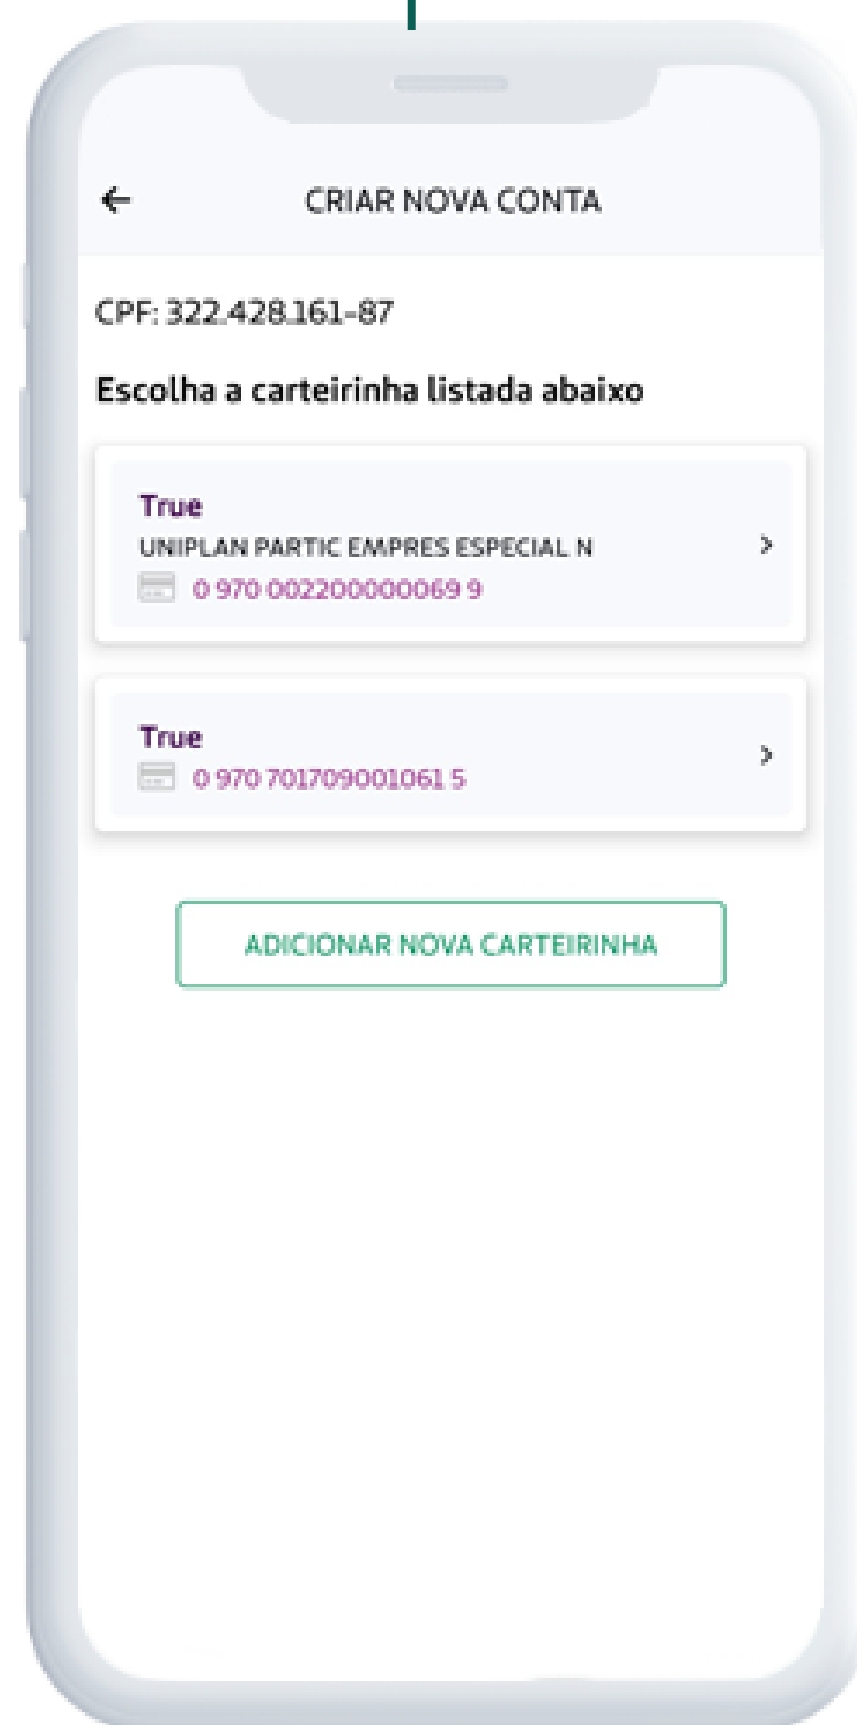 CRIAR NOVA CONTA
CPF: 322.428.161-87
Escolha a carteirinha listada abaixo
True
UNIPLAN PARTIC EMPRES ESPECIAL N
0 970 002200000069 9
True
0 970 701709001061 5
ADICIONAR NOVA CARTEIRINHA